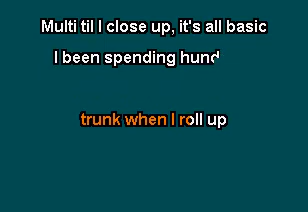 Multi til I close up, it's all basic
I been spending
trunk when I roll up